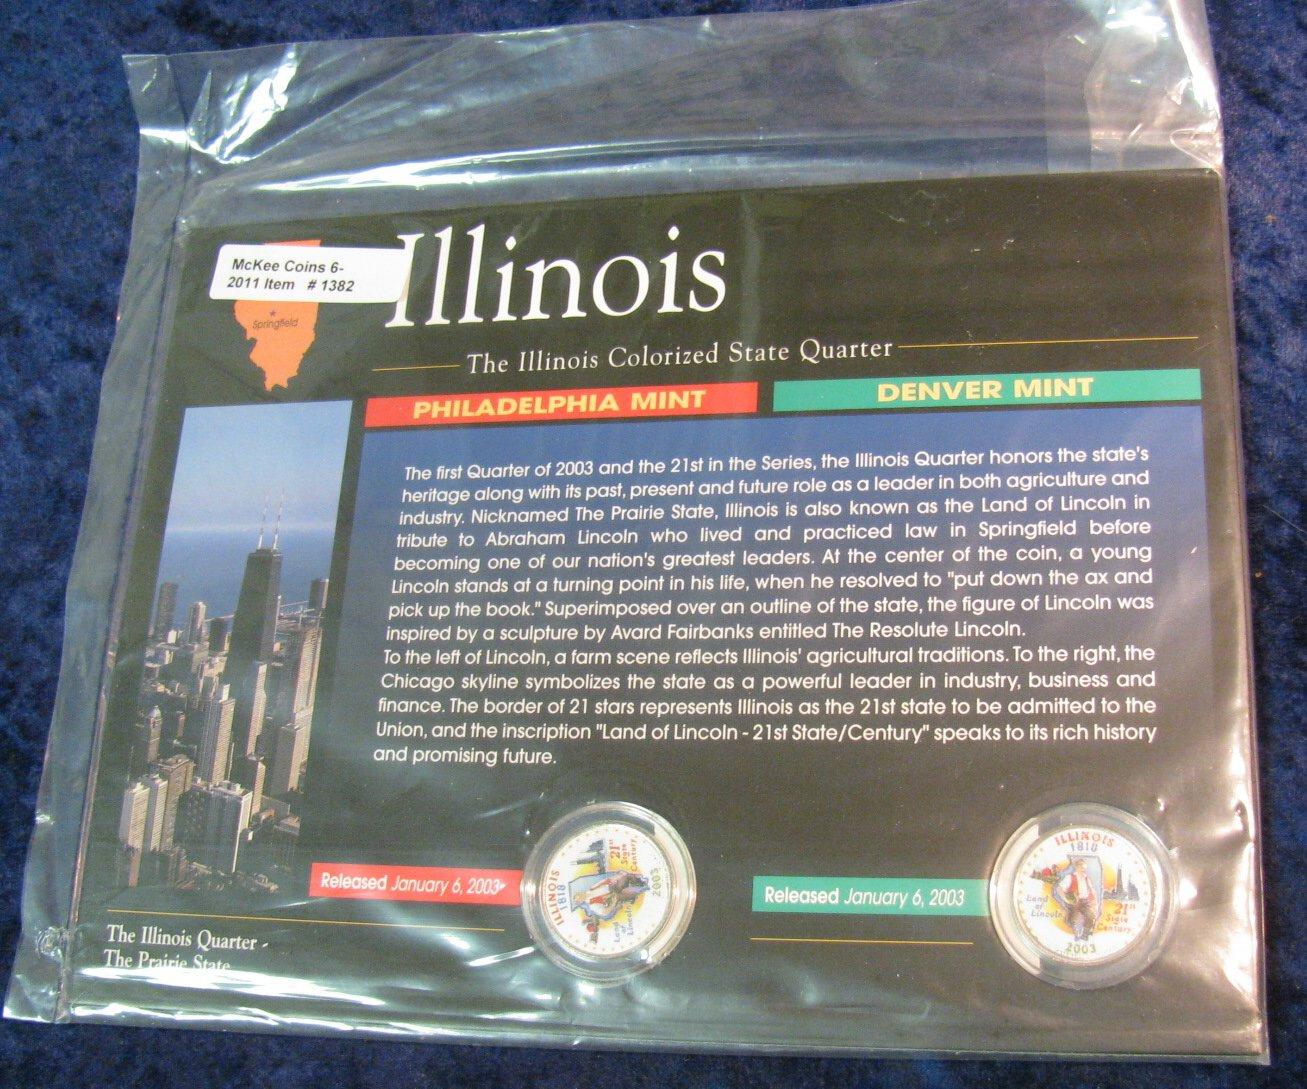 McKee Coins 6-
2011 Item # 1382
Springfield
Illinois
The Illinois Colorized State Quarter
PHILADELPHIA MINT
DENVER MINT
The first Quarter of 2003 and the 21st in the Series, the Illinois Quarter honors the state's
heritage along with its past, present and future role as a leader in both agriculture and
industry. Nicknamed The Prairie State, Illinois is also known as the Land of Lincoln in
tribute to Abraham Lincoln who lived and practiced law in Springfield before
becoming one of our nation's greatest leaders. At the center of the coin, a young
Lincoln stands at a turning point in his life, when he resolved to "put down the ax and
pick up the book." Superimposed over an outline of the state, the figure of Lincoln was
inspired by a sculpture by Avard Fairbanks entitled The Resolute Lincoln.
To the left of Lincoln, a farm scene reflects Illinois' agricultural traditions. To the right, the
Chicago skyline symbolizes the state as a powerful leader in industry, business and
finance. The border of 21 stars represents Illinois as the 21st state to be admitted to the
Union, and the inscription "Land of Lincoln - 21st State/Century" speaks to its rich history
and promising future.
Released January 6, 2003
ILLINOIS
1818
21st
State
Century
Land
of
Lincoln
2003
Released January 6, 2003
ILLINOIS
1818
Land
of
Lincoln
21st
State
Century
2003
The Illinois Quarter -
The Prairie State